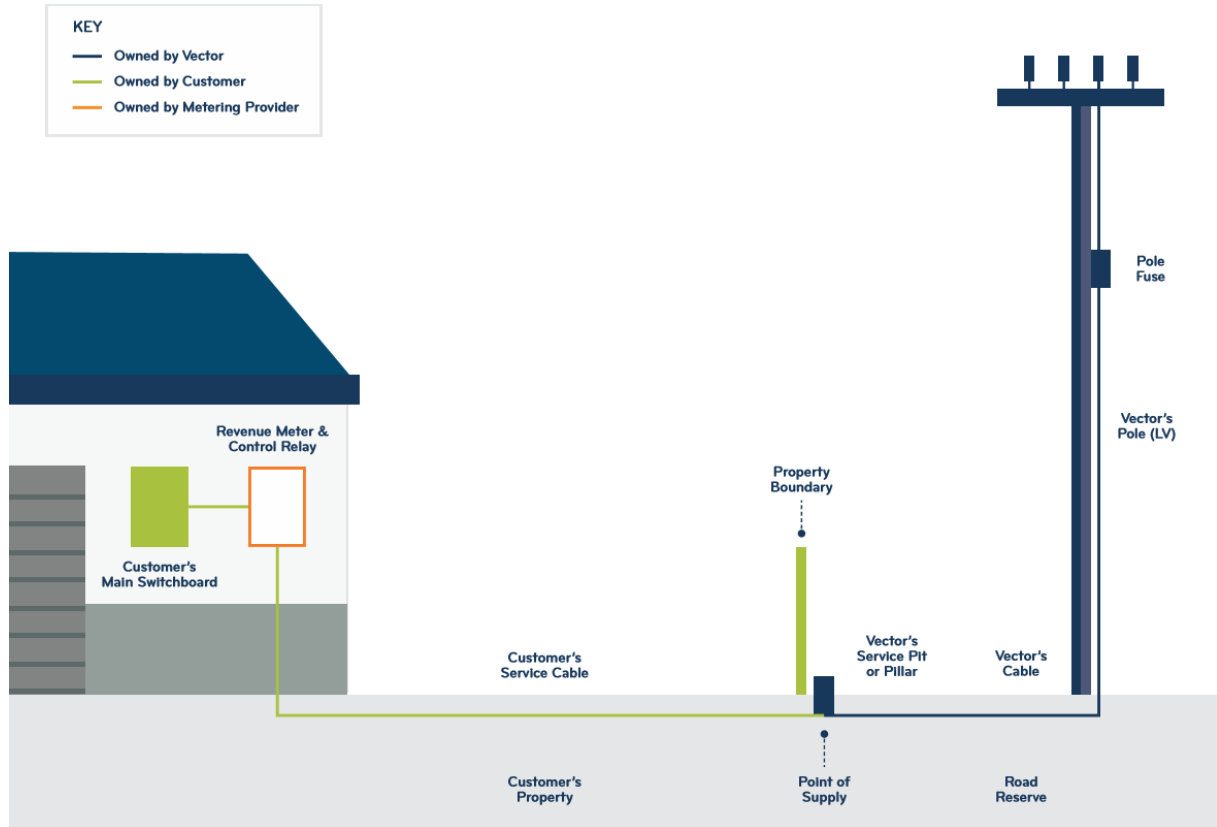 KEY
Owned by Vector
Owned by Customer
Owned by Metering Provider
Pole
Fuse
Vector's
Pole (LV)
Revenue Meter &
Control Relay
Property
Boundary
Customer's
Main Switchboard
Customer's
Service Cable
Vector's
Service Pit
or Pillar
Vector's
Cable
Customer's
Property
Point of
Supply
Road
Reserve